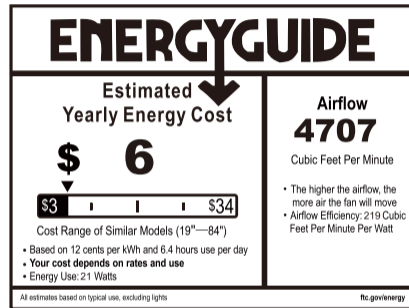 ENERGYGUIDE
Estimated
Yearly Energy Cost
$ 6
$3 $34
Cost Range of Similar Models (19"—84")
• Based on 12 cents per kWh and 6.4 hours use per day
• Your cost depends on rates and use
• Energy Use: 21 Watts
Airflow
4707
Cubic Feet Per Minute
• The higher the airflow, the
more air the fan will move
• Airflow Efficiency: 219 Cubic
Feet Per Minute Per Watt
All estimates based on typical use, excluding lights
ftc.gov/energy